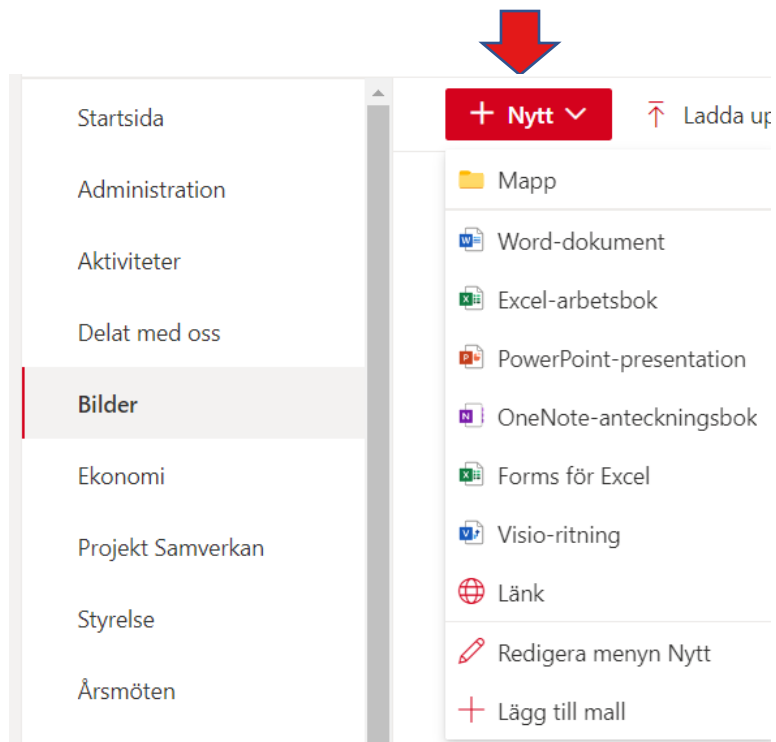 Startsida
Administration
Aktiviteter
Delat med oss
Bilder
Ekonomi
Projekt Samverkan
Styrelse
Årsmöten
Nytt
Ladda up
Mapp
Word-dokument
Excel-arbetsbok
PowerPoint-presentation
OneNote-anteckningsbok
Forms för Excel
Visio-ritning
Länk
Redigera menyn Nytt
Lägg till mall